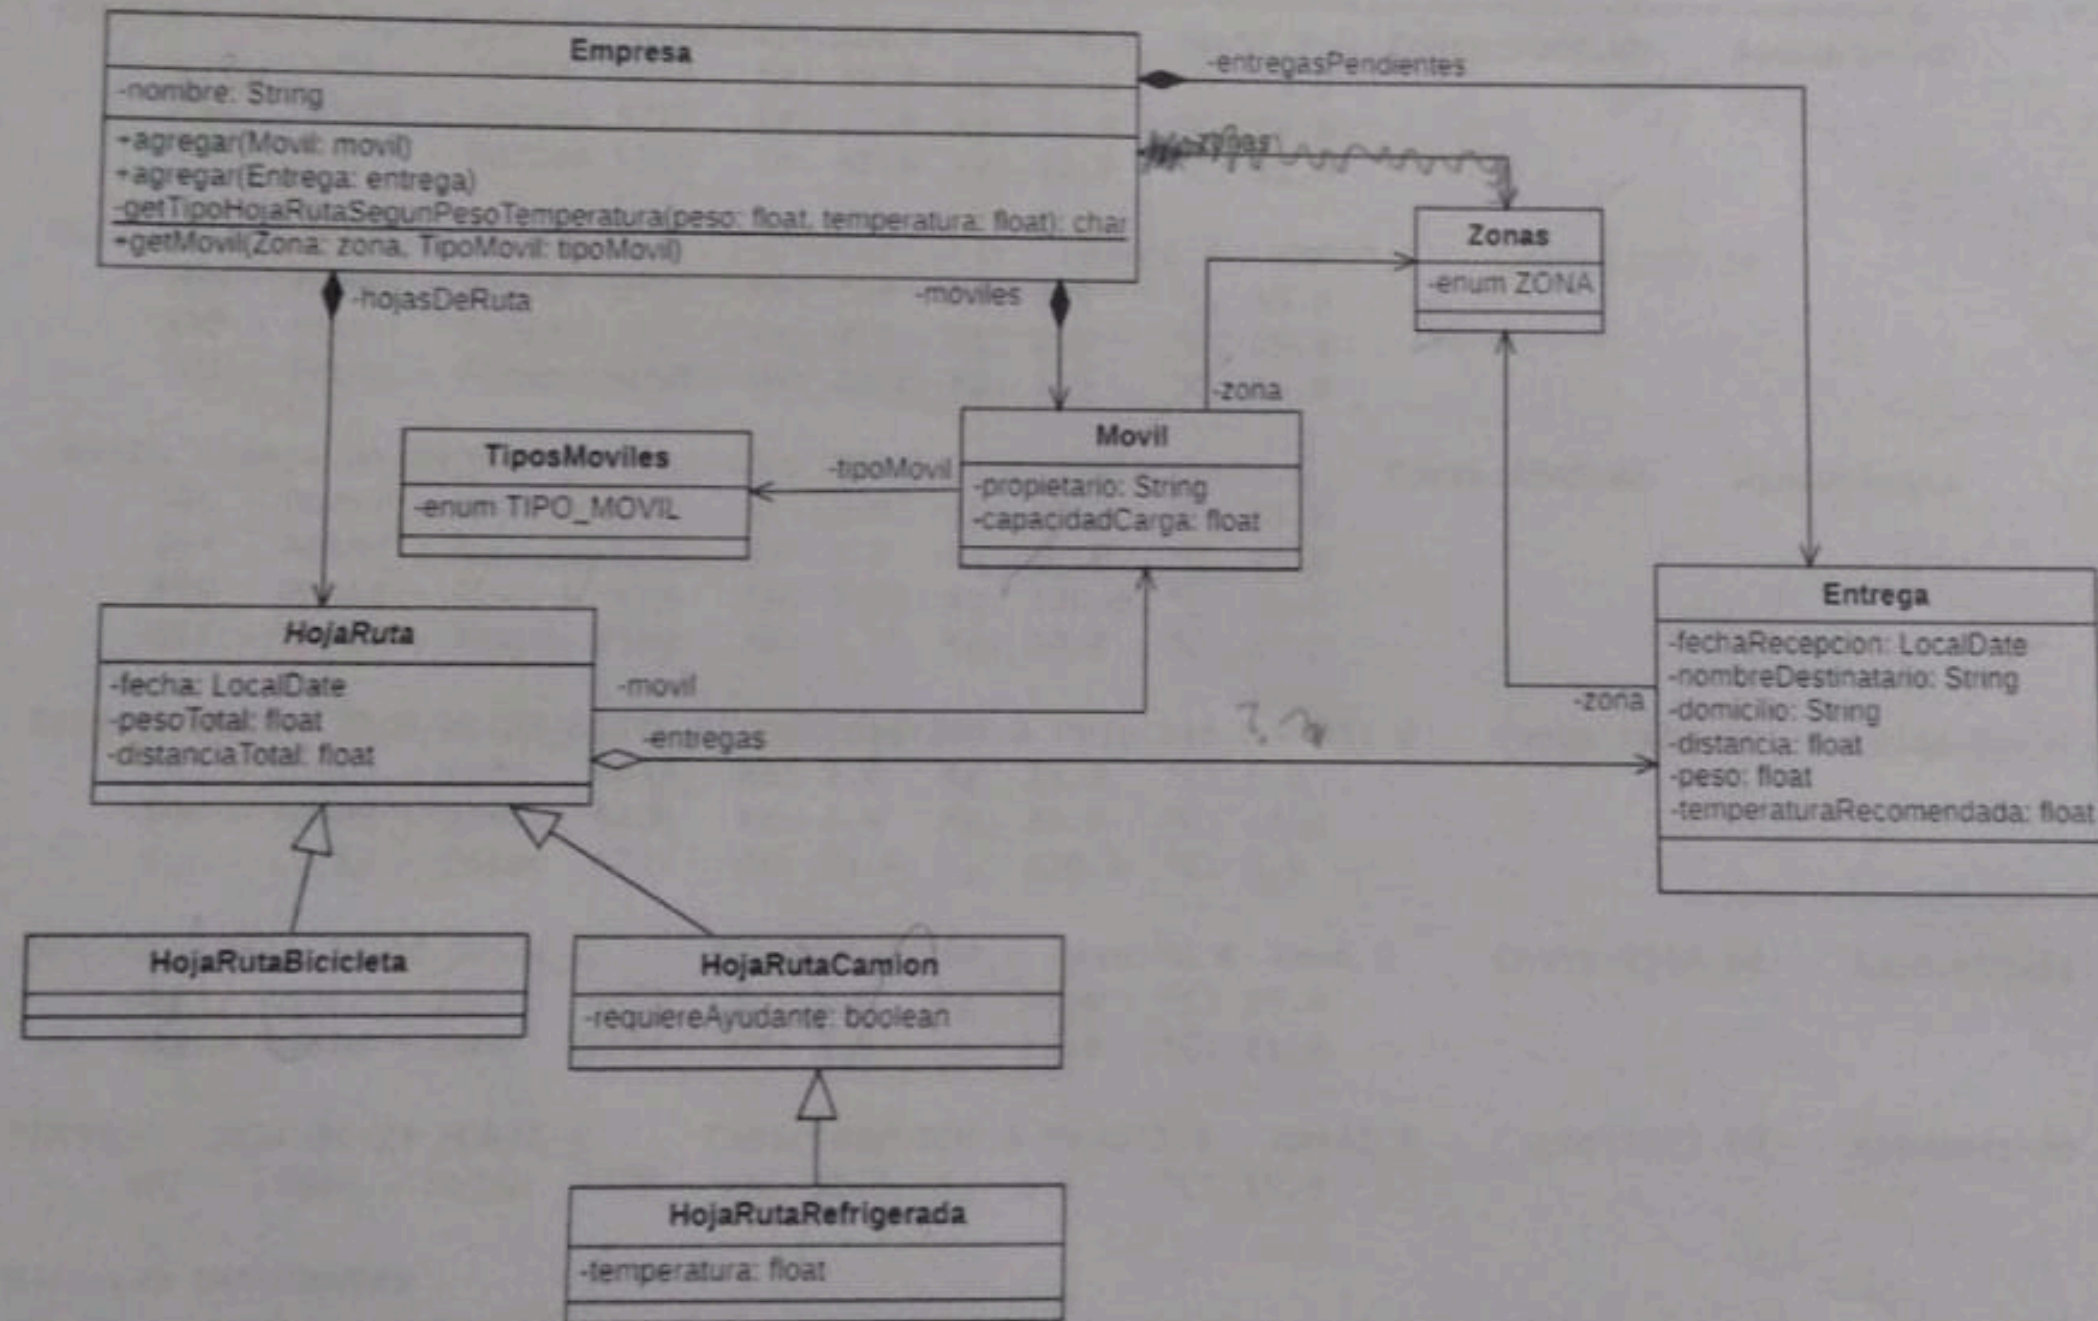 Empresa
-nombre: String
+agregar(Movil: movil)
+agregar(Entrega: entrega)
-getTipoHojaRutaSegunPesoTemperatura(peso: float, temperatura: float): char
+getMovil(Zona: zona, TipoMovil: tipoMovil)
-entregasPendientes
-zonas
Zonas
-enum ZONA
-hojasDeRuta
-moviles
-zona
TiposMoviles
-enum TIPO_MOVIL
-tipoMovil
Movil
-propietario: String
-capacidadCarga: float
HojaRuta
-fecha: LocalDate
-pesoTotal: float
-distanciaTotal: float
-movil
-entregas
-zona
Entrega
-fechaRecepcion: LocalDate
-nombreDestinatario: String
-domicilio: String
-distancia: float
-peso: float
-temperaturaRecomendada: float
HojaRutaBicicleta
HojaRutaCamion
-requiereAyudante: boolean
HojaRutaRefrigerada
-temperatura: float